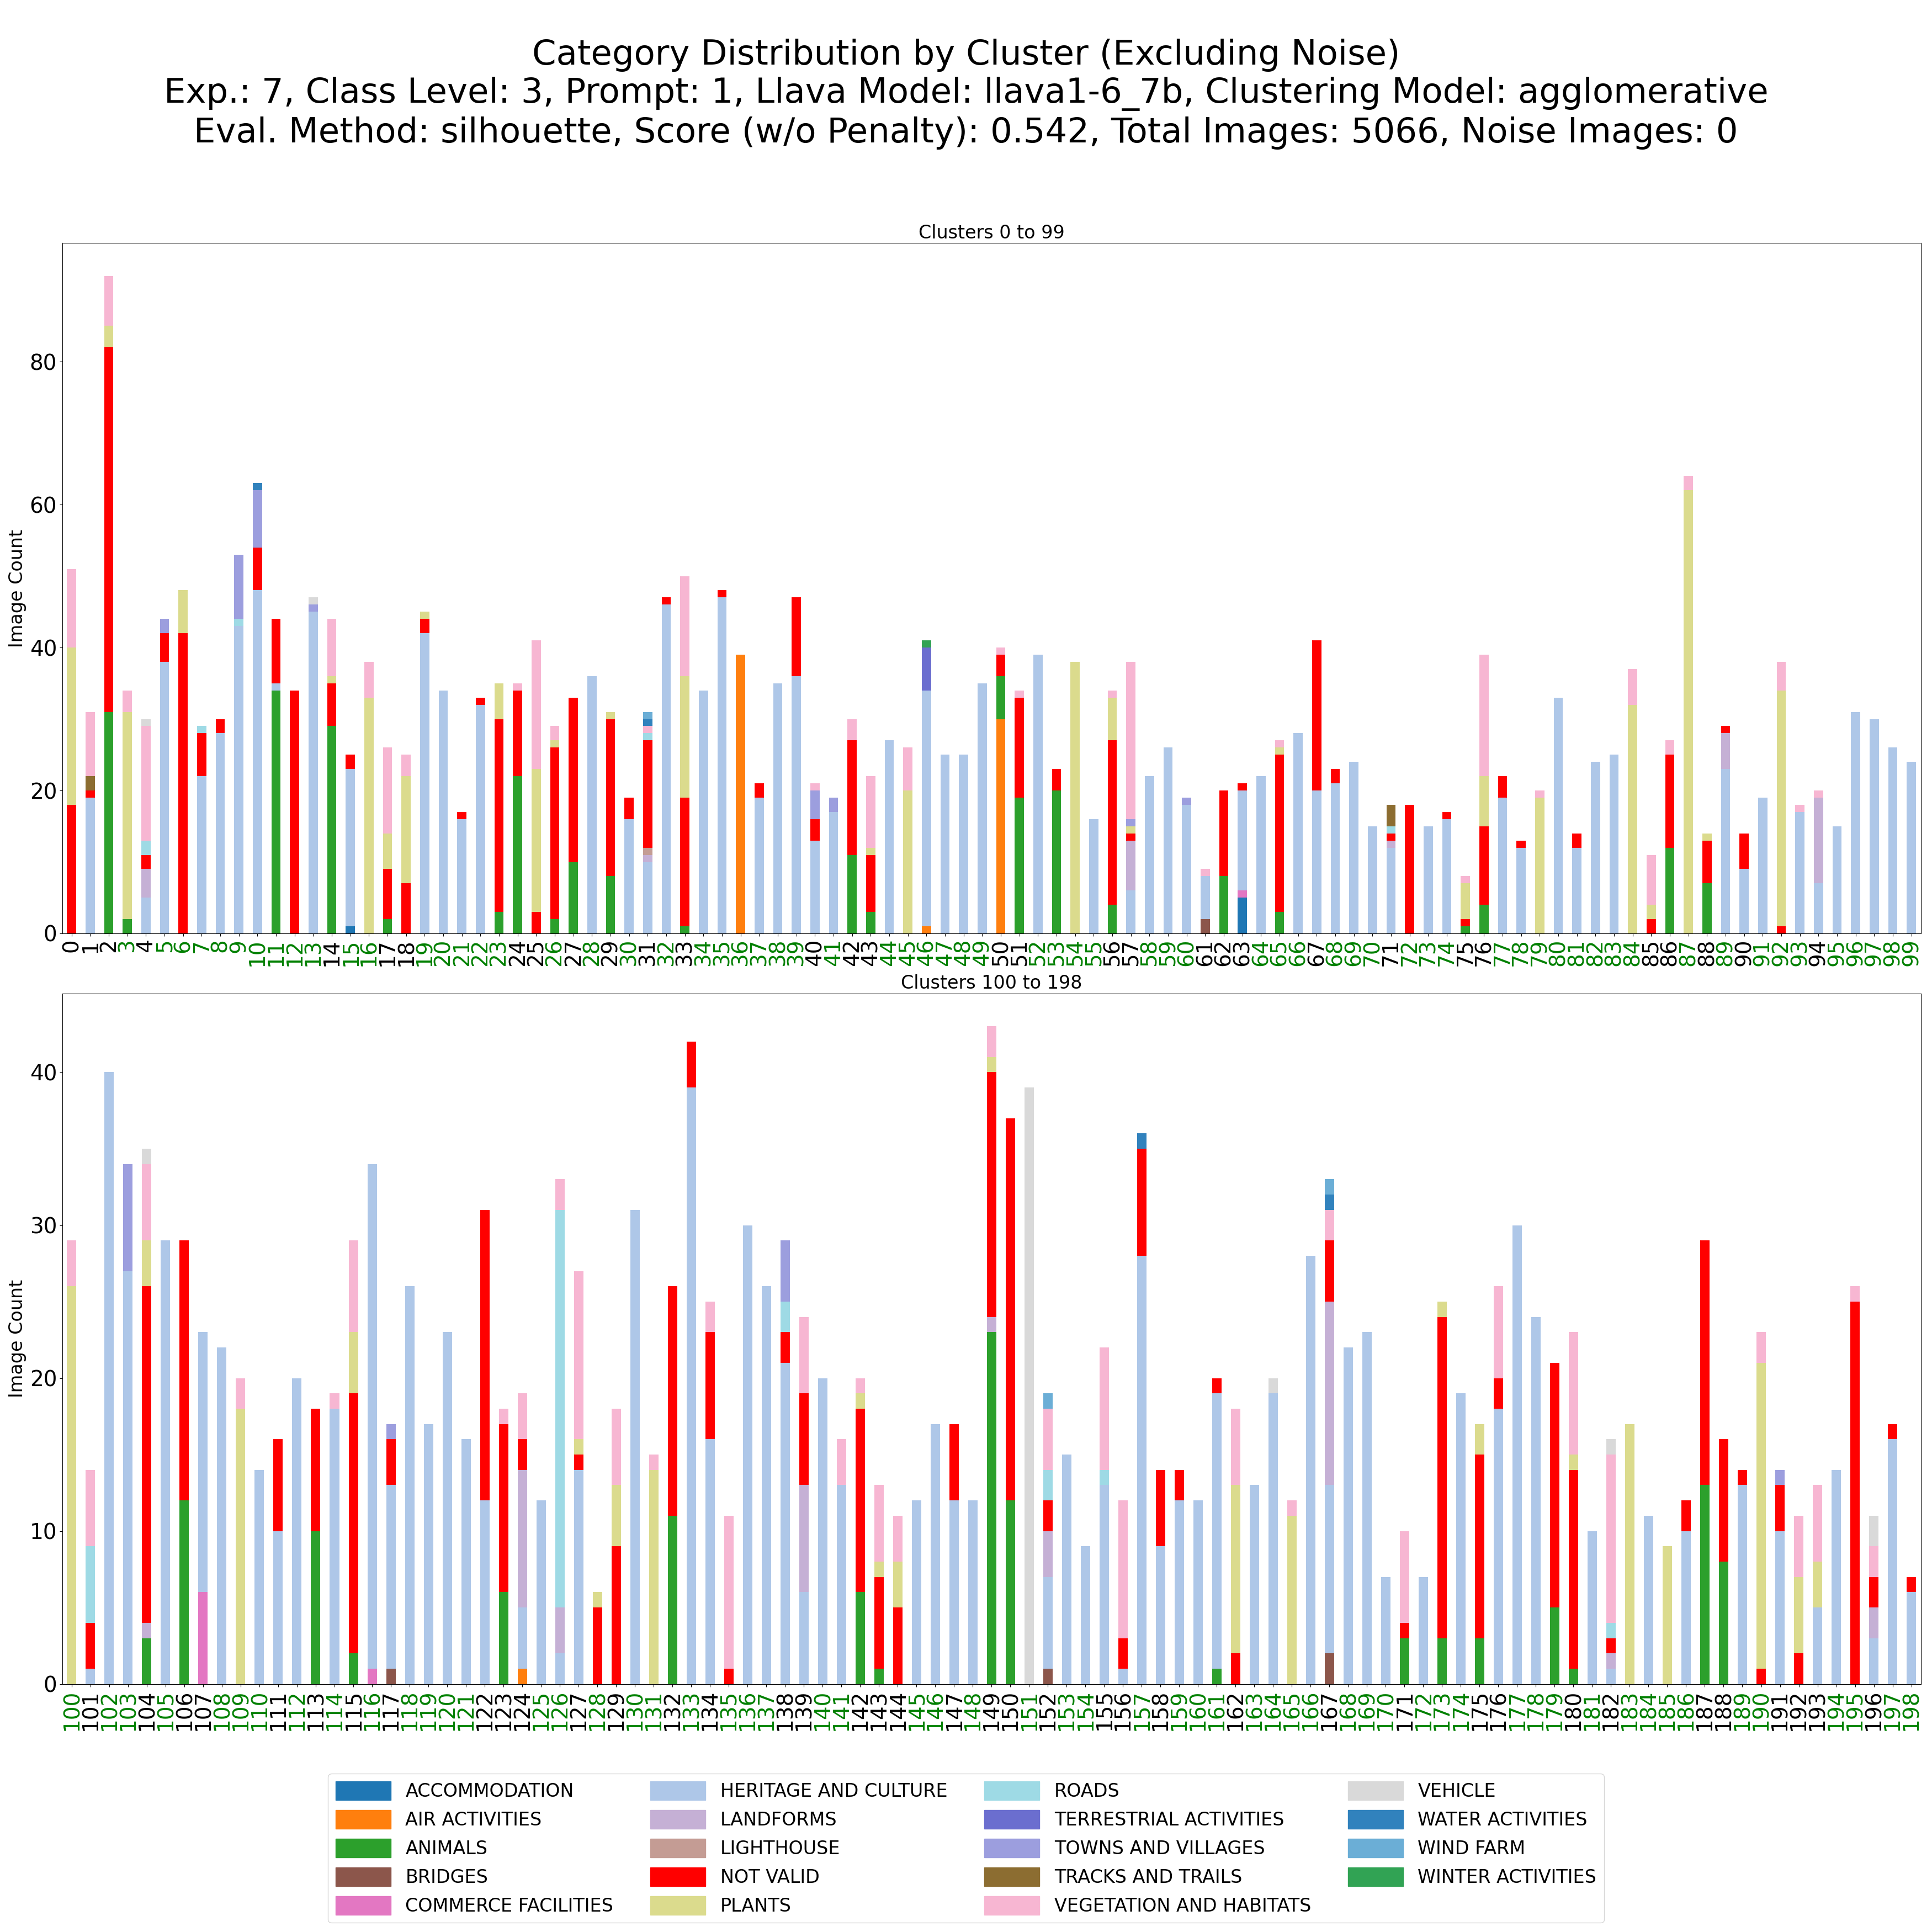 Category Distribution by Cluster (Excluding Noise)
Exp.: 7, Class Level: 3, Prompt: 1, Llava Model: llava1-6_7b, Clustering Model: agglomerative
Eval. Method: silhouette, Score (w/o Penalty): 0.542, Total Images: 5066, Noise Images: 0
Clusters 0 to 99
Image Count
80
60
40
20
0
0 1 2 3 4 5 6 7 8 9 10 11 12 13 14 15 16 17 18 19 20 21 22 23 24 25 26 27 28 29 30 31 32 33 34 35 36 37 38 39 40 41 42 43 44 45 46 47 48 49 50 51 52 53 54 55 56 57 58 59 60 61 62 63 64 65 66 67 68 69 70 71 72 73 74 75 76 77 78 79 80 81 82 83 84 85 86 87 88 89 90 91 92 93 94 95 96 97 98 99
Clusters 100 to 198
Image Count
40
30
20
10
0
100 101 102 103 104 105 106 107 108 109 110 111 112 113 114 115 116 117 118 119 120 121 122 123 124 125 126 127 128 129 130 131 132 133 134 135 136 137 138 139 140 141 142 143 144 145 146 147 148 149 150 151 152 153 154 155 156 157 158 159 160 161 162 163 164 165 166 167 168 169 170 171 172 173 174 175 176 177 178 179 180 181 182 183 184 185 186 187 188 189 190 191 192 193 194 195 196 197 198
ACCOMMODATION
AIR ACTIVITIES
ANIMALS
BRIDGES
COMMERCE FACILITIES
HERITAGE AND CULTURE
LANDFORMS
LIGHTHOUSE
NOT VALID
PLANTS
ROADS
TERRESTRIAL ACTIVITIES
TOWNS AND VILLAGES
TRACKS AND TRAILS
VEGETATION AND HABITATS
VEHICLE
WATER ACTIVITIES
WIND FARM
WINTER ACTIVITIES